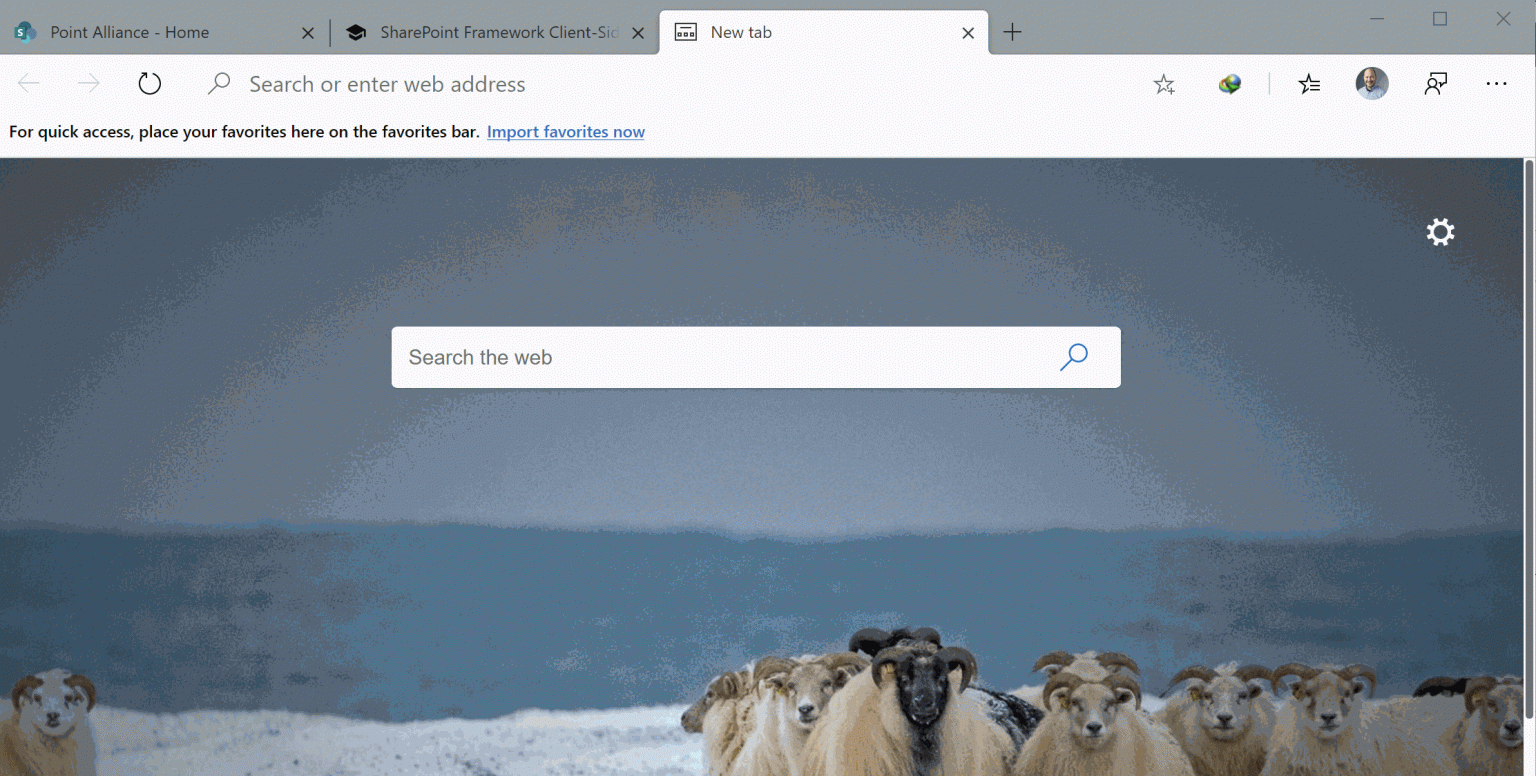 Point Alliance - Home
SharePoint Framework Client-Sid
New tab
Search or enter web address
For quick access, place your favorites here on the favorites bar. Import favorites now
Search the web